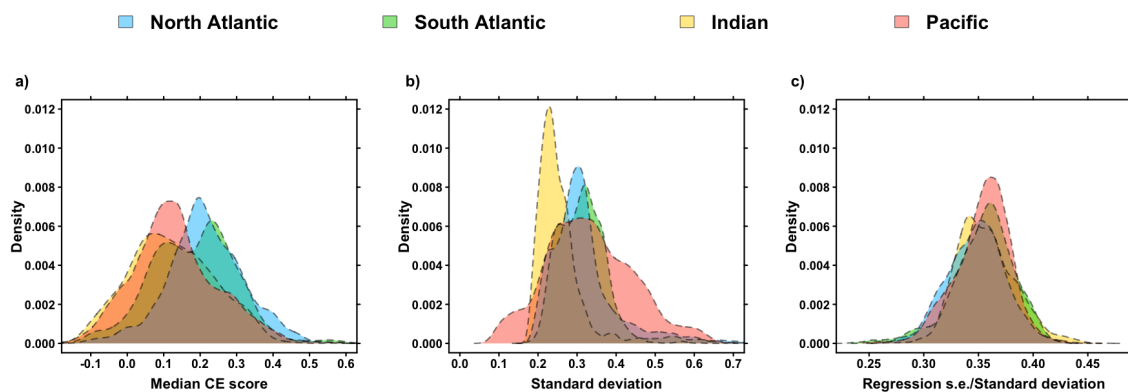 North Atlantic South Atlantic Indian Pacific
a) b) c)
0.012 0.012 0.012
0.010 0.010 0.010
0.008 0.008 0.008
0.006 0.006 0.006
0.004 0.004 0.004
0.002 0.002 0.002
0.000 0.000 0.000
Density Density Density
-0.1 0.0 0.1 0.2 0.3 0.4 0.5 0.6 0.0 0.1 0.2 0.3 0.4 0.5 0.6 0.7 0.25 0.30 0.35 0.40 0.45
Median CE score Standard deviation Regression s.e./Standard deviation